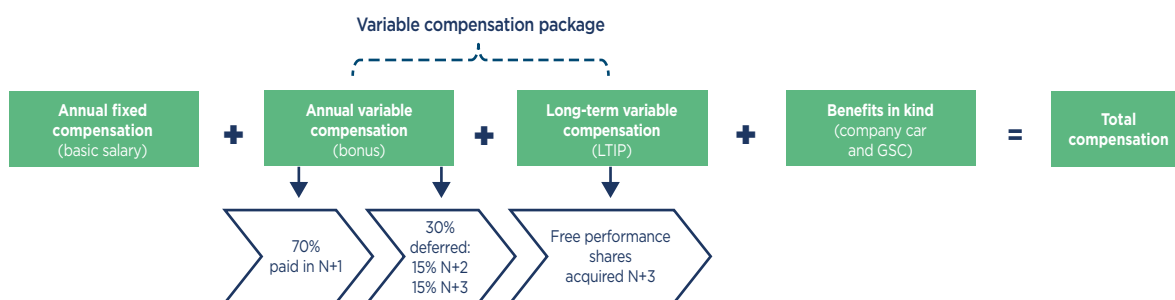 Variable compensation package
Annual fixed
compensation
(basic salary)
+
Annual variable
compensation
(bonus)
+
Long-term variable
compensation
(LTIP)
+
Benefits in kind
(company car
and GSC)
=
Total
compensation
70%
paid in N+1
30%
deferred:
15% N+2
15% N+3
Free performance
shares
acquired N+3